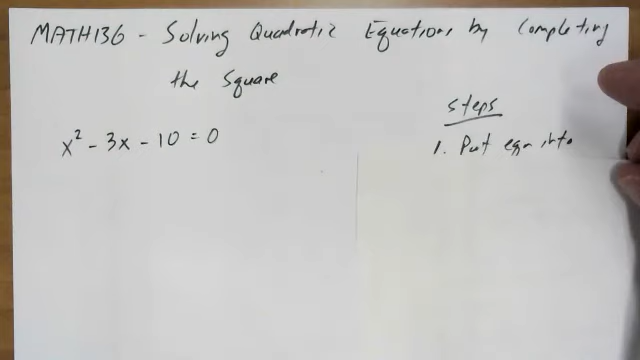 MATH136 - Solving Quadratic Equations by Completing
the Square
steps
x² - 3x - 10 = 0
1. Put eqn into